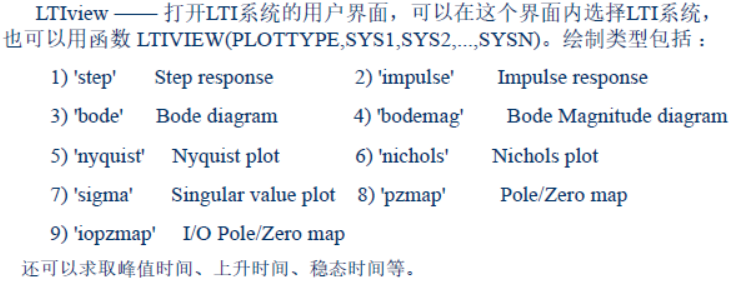 LTIview —— 打开LTI系统的用户界面，可以在这个界面内选择LTI系统，
也可以用函数 LTIVIEW(PLOTTYPE,SYS1,SYS2,...,SYSN)。绘制类型包括：
1) 'step' Step response 2) 'impulse' Impulse response
3) 'bode' Bode diagram 4) 'bodemag' Bode Magnitude diagram
5) 'nyquist' Nyquist plot 6) 'nichols' Nichols plot
7) 'sigma' Singular value plot 8) 'pzmap' Pole/Zero map
9) 'iopzmap' I/O Pole/Zero map
还可以求取峰值时间、上升时间、稳态时间等。